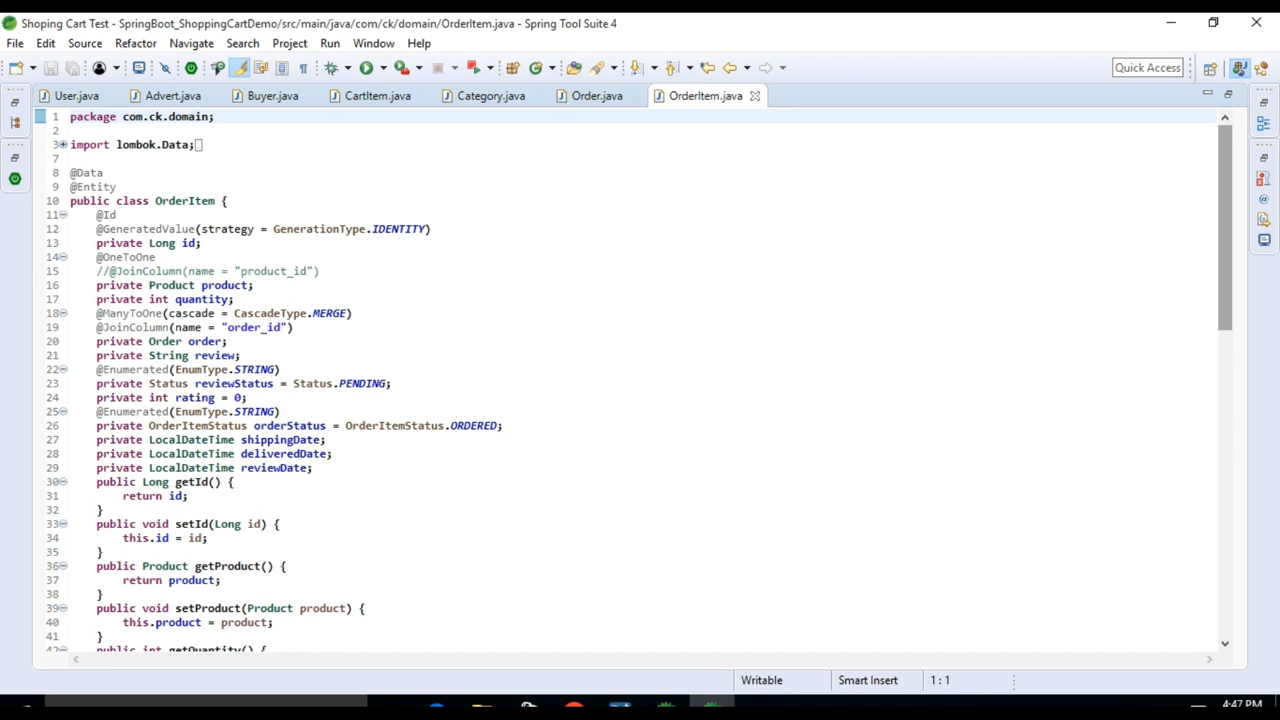 Shoping Cart Test - SpringBoot_ShoppingCartDemo/src/main/java/com/ck/domain/OrderItem.java - Spring Tool Suite 4
File Edit Source Refactor Navigate Search Project Run Window Help
Quick Access
User.java Advert.java Buyer.java CartItem.java Category.java Order.java OrderItem.java
1 package com.ck.domain;
2
3 import lombok.Data;
7
8 @Data
9 @Entity
10 public class OrderItem {
11 @Id
12 @GeneratedValue(strategy = GenerationType.IDENTITY)
13 private Long id;
14 @OneToOne
15 //@JoinColumn(name = "product_id")
16 private Product product;
17 private int quantity;
18 @ManyToOne(cascade = CascadeType.MERGE)
19 @JoinColumn(name = "order_id")
20 private Order order;
21 private String review;
22 @Enumerated(EnumType.STRING)
23 private Status reviewStatus = Status.PENDING;
24 private int rating = 0;
25 @Enumerated(EnumType.STRING)
26 private OrderItemStatus orderStatus = OrderItemStatus.ORDERED;
27 private LocalDateTime shippingDate;
28 private LocalDateTime deliveredDate;
29 private LocalDateTime reviewDate;
30 public Long getId() {
31 return id;
32 }
33 public void setId(Long id) {
34 this.id = id;
35 }
36 public Product getProduct() {
37 return product;
38 }
39 public void setProduct(Product product) {
40 this.product = product;
41 }
42 public int getQuantity() {
Writable Smart Insert 1 : 1
4:47 PM